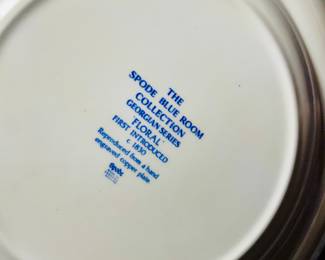 THE
SPODE BLUE ROOM
COLLECTION
GEORGIAN SERIES
'FLORAL'
FIRST INTRODUCED
c. 1830
Reproduced from a hand
engraved copper plate
Spode